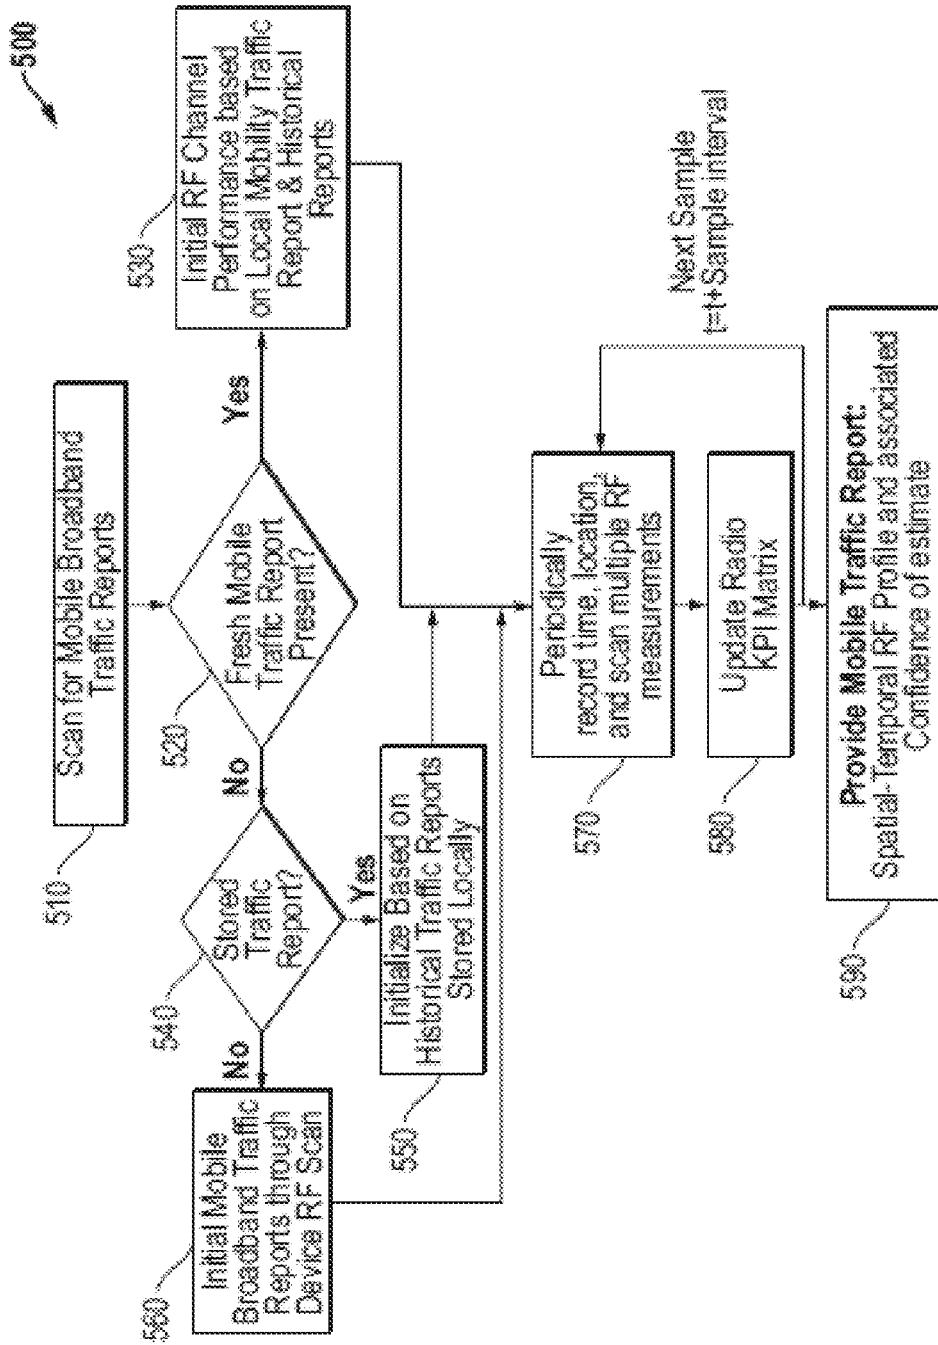 500
510
Scan for Mobile Broadband
Traffic Reports
520
Fresh Mobile
Traffic Report
Present?
Yes
No
530
Initial RF Channel
Performance based
on Local Mobility Traffic
Report & Historical
Reports
540
Stored
Traffic
Report?
Yes
No
550
Initialize Based on
Historical Traffic Reports
Stored Locally
560
Initial Mobile
Broadband Traffic
Reports through
Device RF Scan
570
Periodically
record time, location,
and scan multiple RF
measurements
Next Sample
t=t+Sample interval
580
Update Radio
KPI Matrix
590
Provide Mobile Traffic Report:
Spatial-Temporal RF Profile and associated
Confidence of estimate